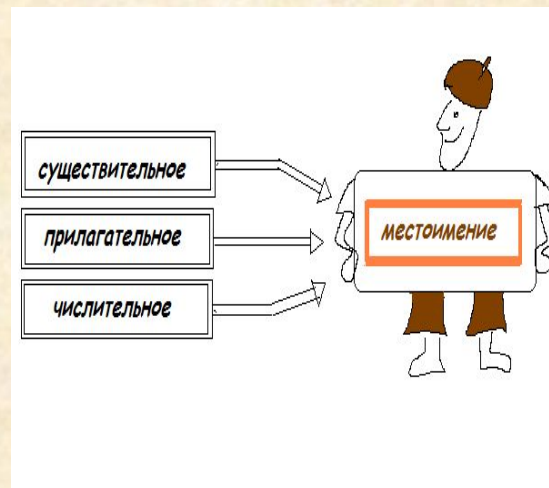 существительное
прилагательное
числительное
местоимение